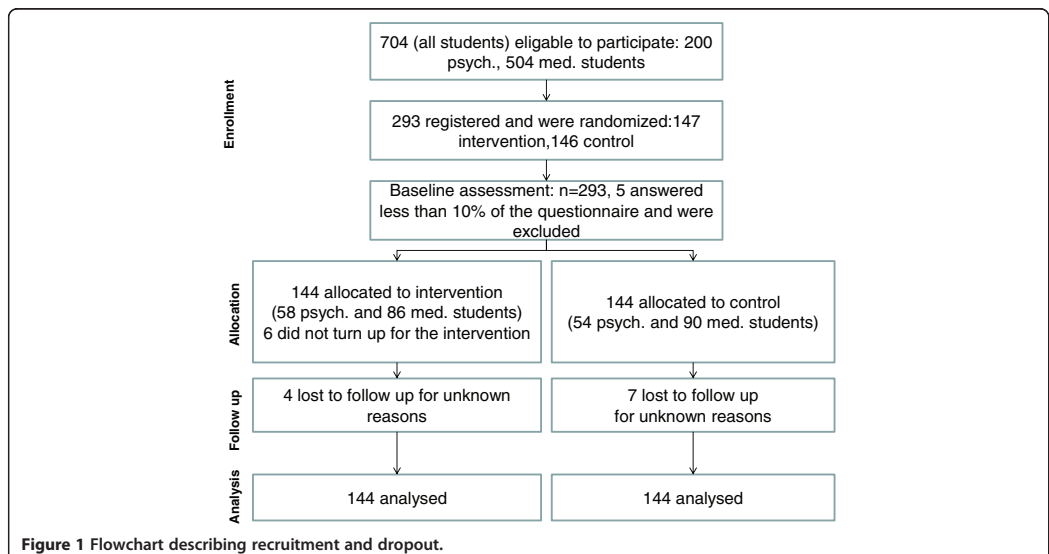 704 (all students) eligable to participate: 200
psych., 504 med. students
Enrollment
293 registered and were randomized:147
intervention,146 control
Baseline assessment: n=293, 5 answered
less than 10% of the questionnaire and were
excluded
Allocation
144 allocated to intervention
(58 psych. and 86 med. students)
6 did not turn up for the intervention
144 allocated to control
(54 psych. and 90 med. students)
Follow up
4 lost to follow up for unknown
reasons
7 lost to follow up
for unknown reasons
Analysis
144 analysed
144 analysed
Figure 1 Flowchart describing recruitment and dropout.